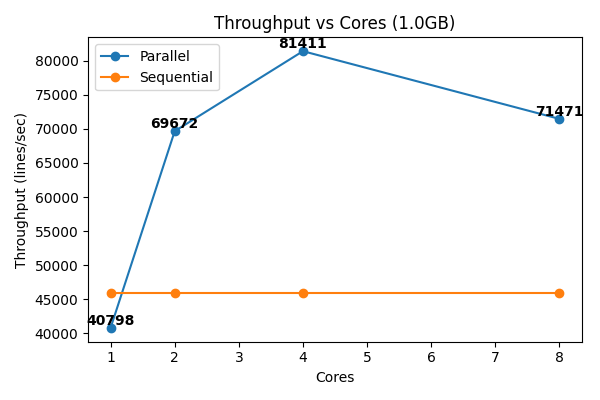 Throughput vs Cores (1.0GB)
Parallel
Sequential
81411
69672
71471
40798
Throughput (lines/sec)
80000
75000
70000
65000
60000
55000
50000
45000
40000
1 2 3 4 5 6 7 8
Cores